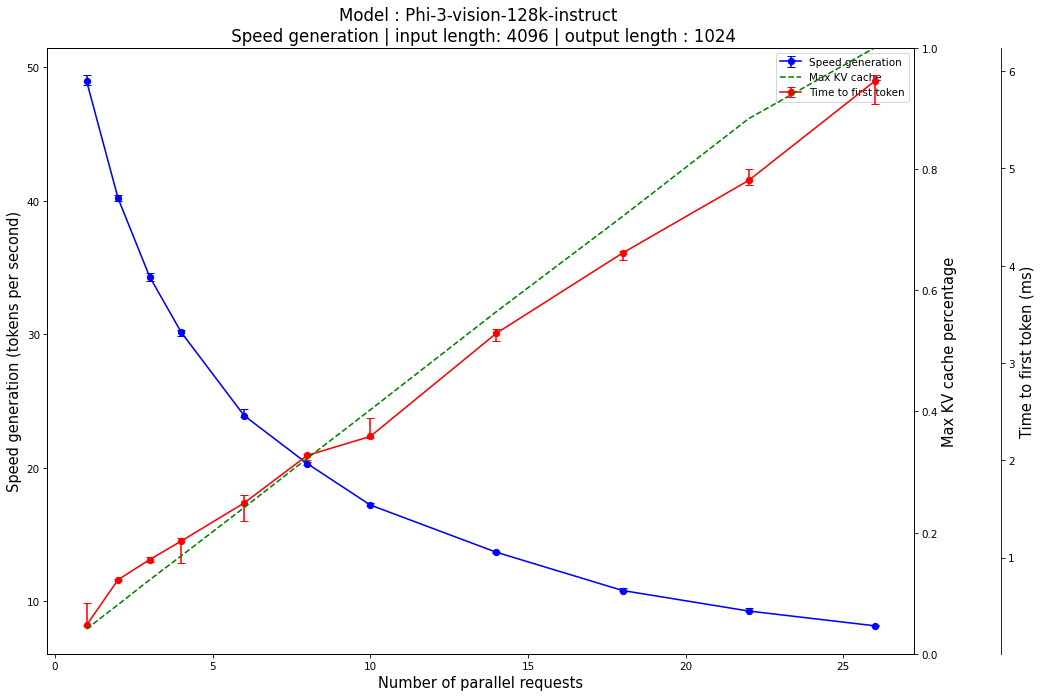 Model : Phi-3-vision-128k-instruct
Speed generation | input length: 4096 | output length : 1024
Speed generation
Max KV cache
Time to first token
Speed generation (tokens per second)
50
40
30
20
10
0
5
10
15
20
25
Number of parallel requests
1.0
0.8
0.6
0.4
0.2
0.0
Max KV cache percentage
6
5
4
3
2
1
Time to first token (ms)